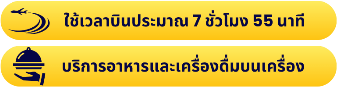 ใช้เวลาบินประมาณ 7 ชั่วโมง 55 นาที
บริการอาหารและเครื่องดื่มบนเครื่อง